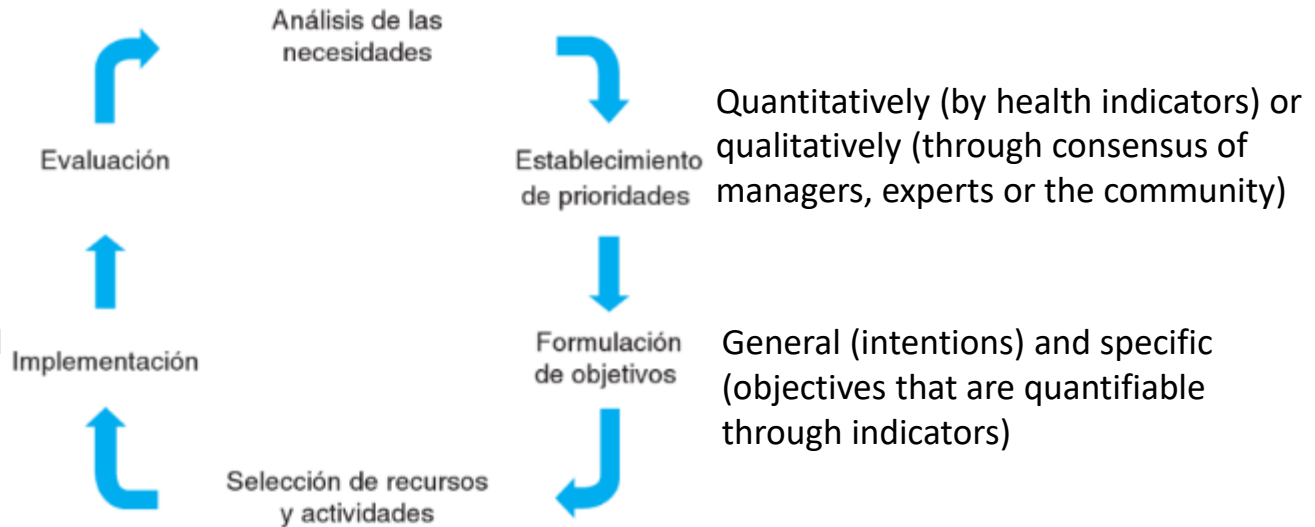 Análisis de las
necesidades
Quantitatively (by health indicators) or
qualitatively (through consensus of
managers, experts or the community)
Evaluación
Establecimiento
de prioridades
Implementación
Formulación
de objetivos
General (intentions) and specific
(objectives that are quantifiable
through indicators)
Selección de recursos
y actividades